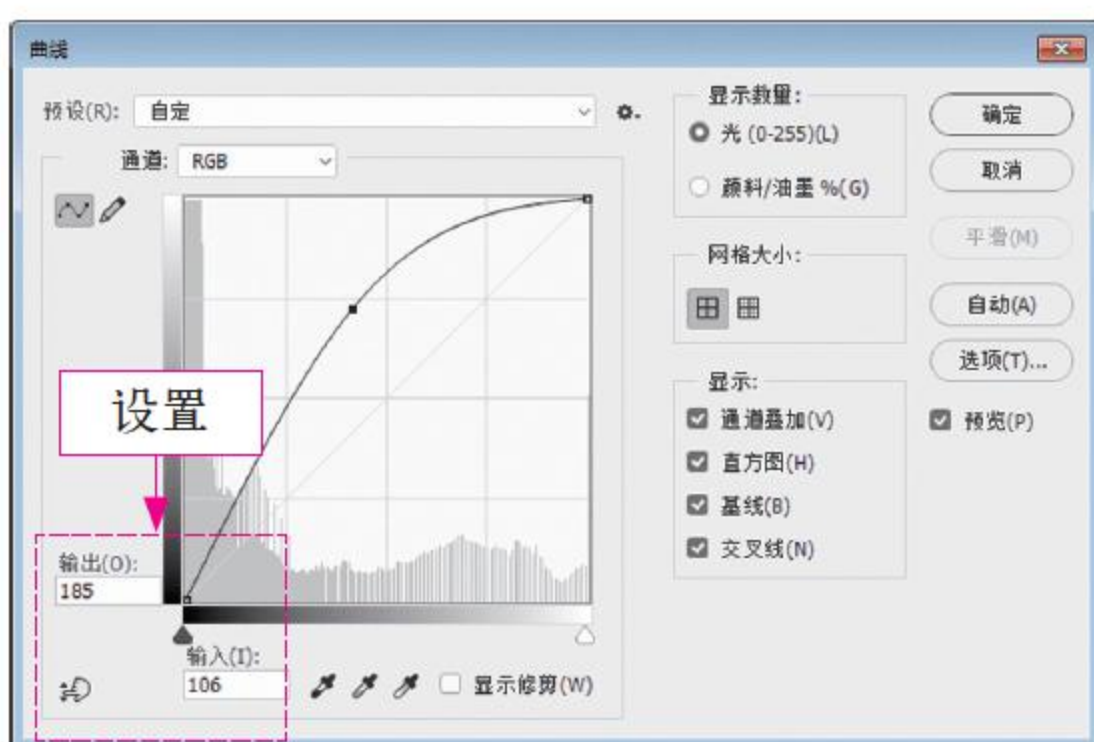 曲线
预设(R): 自定
通道: RGB
设置
输出(O):
185
输入(I):
106
显示修剪(W)
显示数量:
光 (0-255)(L)
颜料/油墨 %(G)
网格大小:
显示:
通道叠加(V)
直方图(H)
基线(B)
交叉线(N)
确定
取消
平滑(M)
自动(A)
选项(T)...
预览(P)